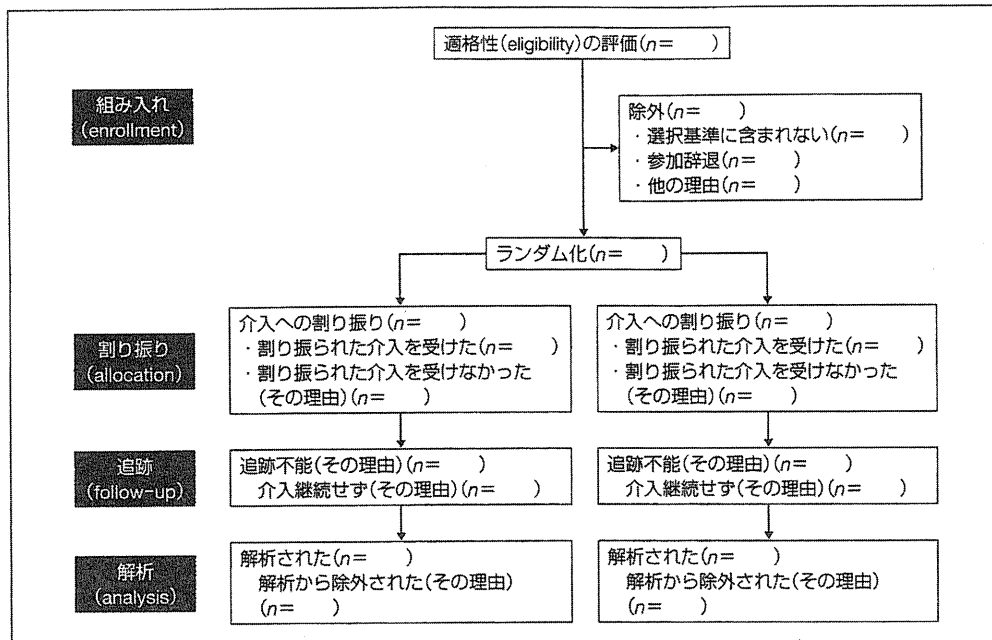 適格性(eligibility)の評価(n=　　)
組み入れ
(enrollment)
除外(n=　　)
・選択基準に含まれない(n=　　)
・参加辞退(n=　　)
・他の理由(n=　　)
ランダム化(n=　　)
割り振り
(allocation)
介入への割り振り(n=　　)
・割り振られた介入を受けた(n=　　)
・割り振られた介入を受けなかった
(その理由)(n=　　)
介入への割り振り(n=　　)
・割り振られた介入を受けた(n=　　)
・割り振られた介入を受けなかった
(その理由)(n=　　)
追跡
(follow-up)
追跡不能(その理由)(n=　　)
介入継続せず(その理由)(n=　　)
追跡不能(その理由)(n=　　)
介入継続せず(その理由)(n=　　)
解析
(analysis)
解析された(n=　　)
解析から除外された(その理由)
(n=　　)
解析された(n=　　)
解析から除外された(その理由)
(n=　　)